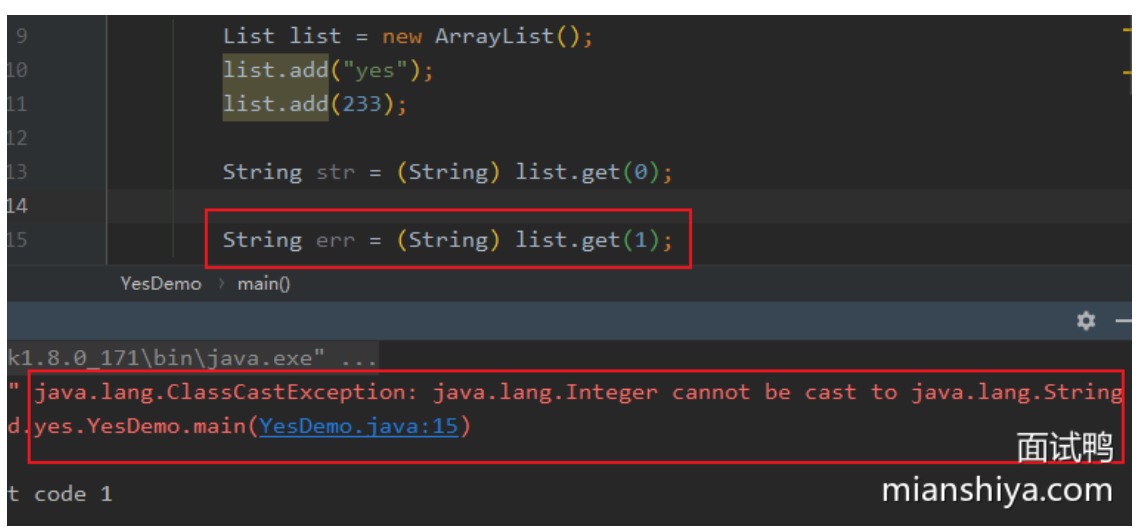 9 List list = new ArrayList();
10 list.add("yes");
11 list.add(233);
12
13 String str = (String) list.get(0);
14
15 String err = (String) list.get(1);
YesDemo > main()
k1.8.0_171\bin\java.exe" ...
" java.lang.ClassCastException: java.lang.Integer cannot be cast to java.lang.String
d.yes.YesDemo.main(YesDemo.java:15)
面试鸭
t code 1
mianshiya.com